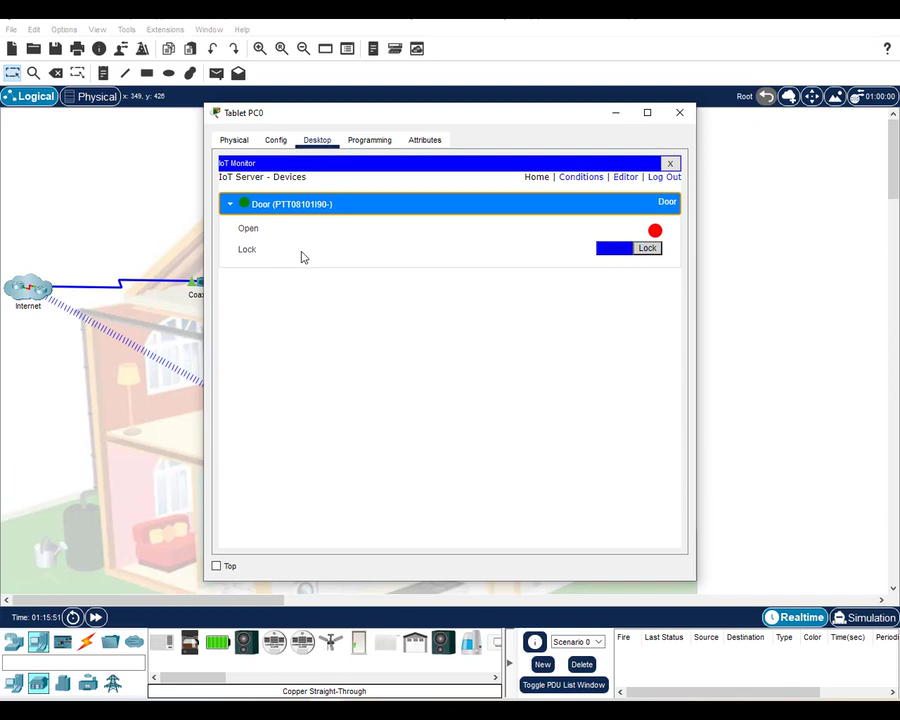 File Edit Options View Tools Extensions Window Help
?
Logical Physical x: 349, y: 426 Root 01:00:00
Tablet PC0
Physical Config Desktop Programming Attributes
IoT Monitor X
IoT Server - Devices Home | Conditions | Editor | Log Out
Door (PTT08101I90-) Door
Open
Lock Lock
Internet
Coax
Top
Time: 01:15:51 Realtime Simulation
Scenario 0
Fire Last Status Source Destination Type Color Time(sec) Periodi
New Delete
Toggle PDU List Window
Copper Straight-Through